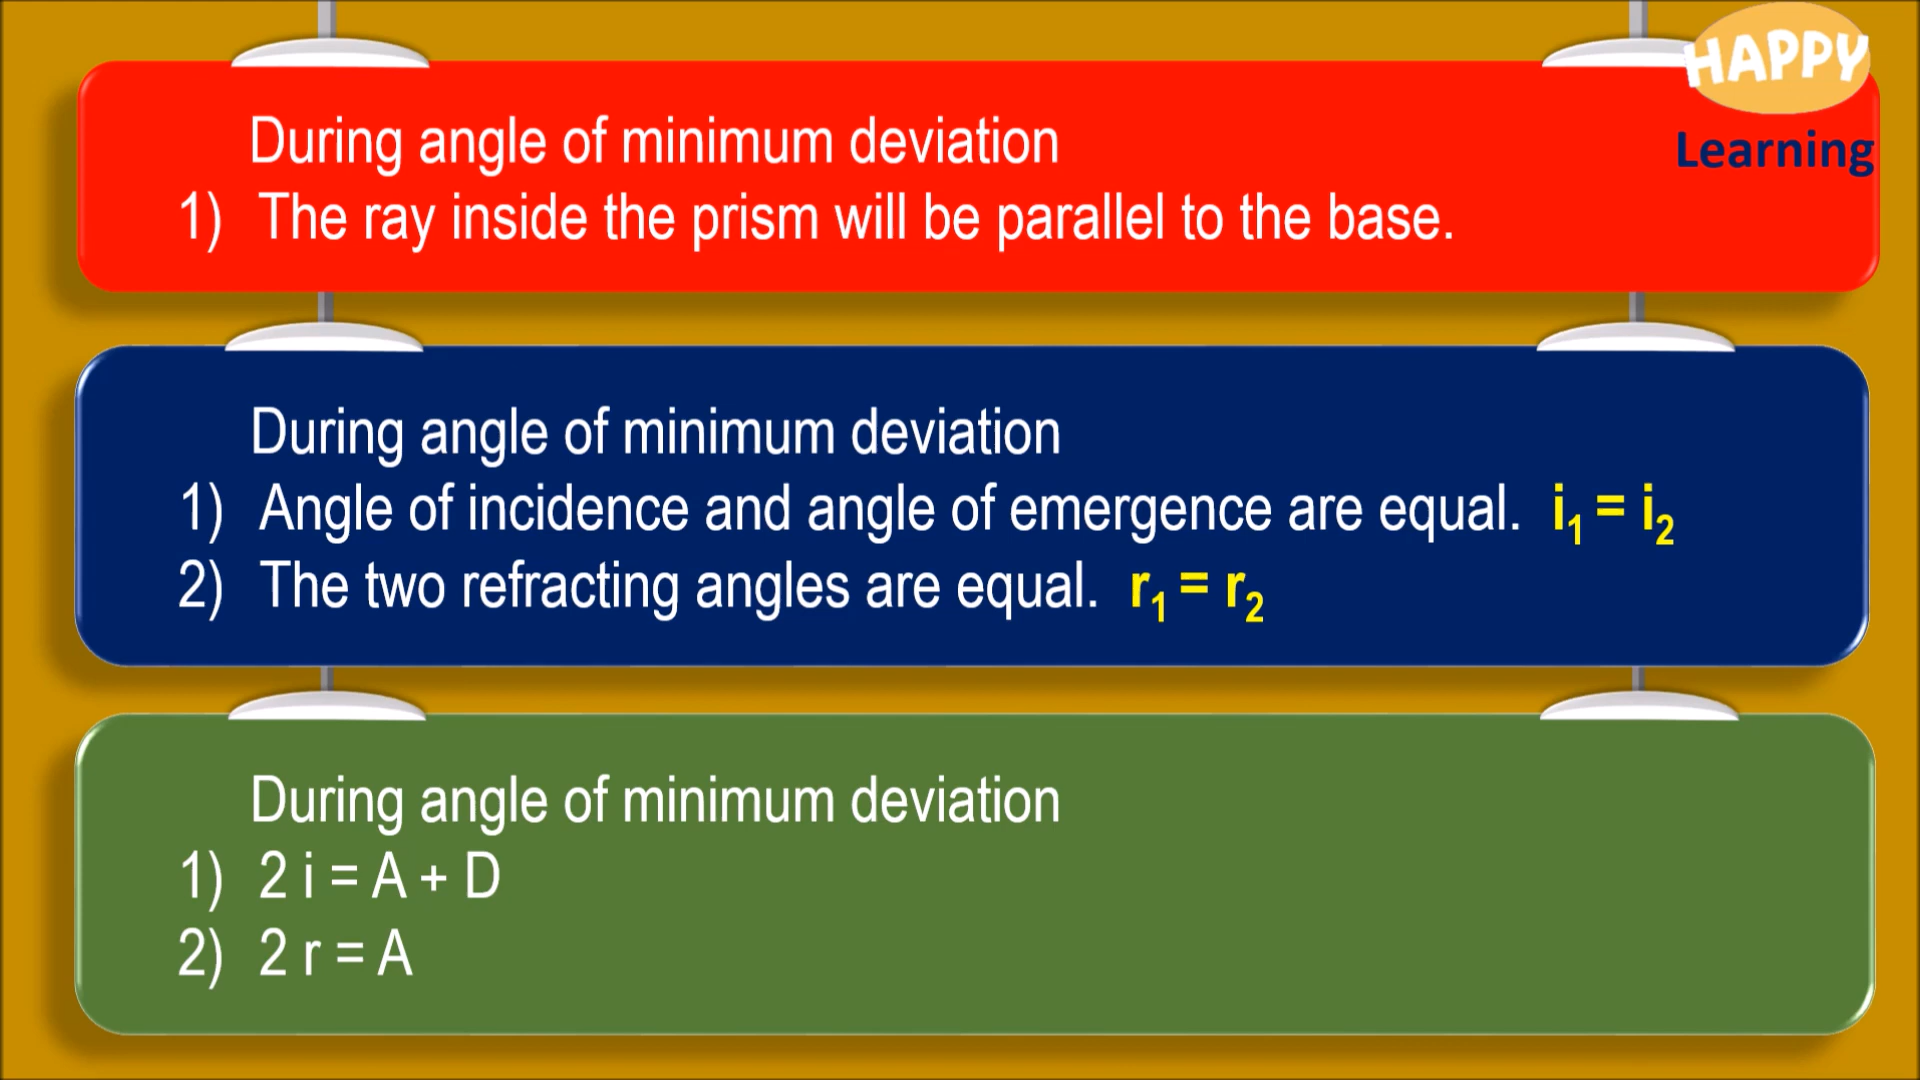 HAPPY
Learning
During angle of minimum deviation
1) The ray inside the prism will be parallel to the base.
During angle of minimum deviation
1) Angle of incidence and angle of emergence are equal. i₁ = i₂
2) The two refracting angles are equal. r₁ = r₂
During angle of minimum deviation
1) 2 i = A + D
2) 2 r = A